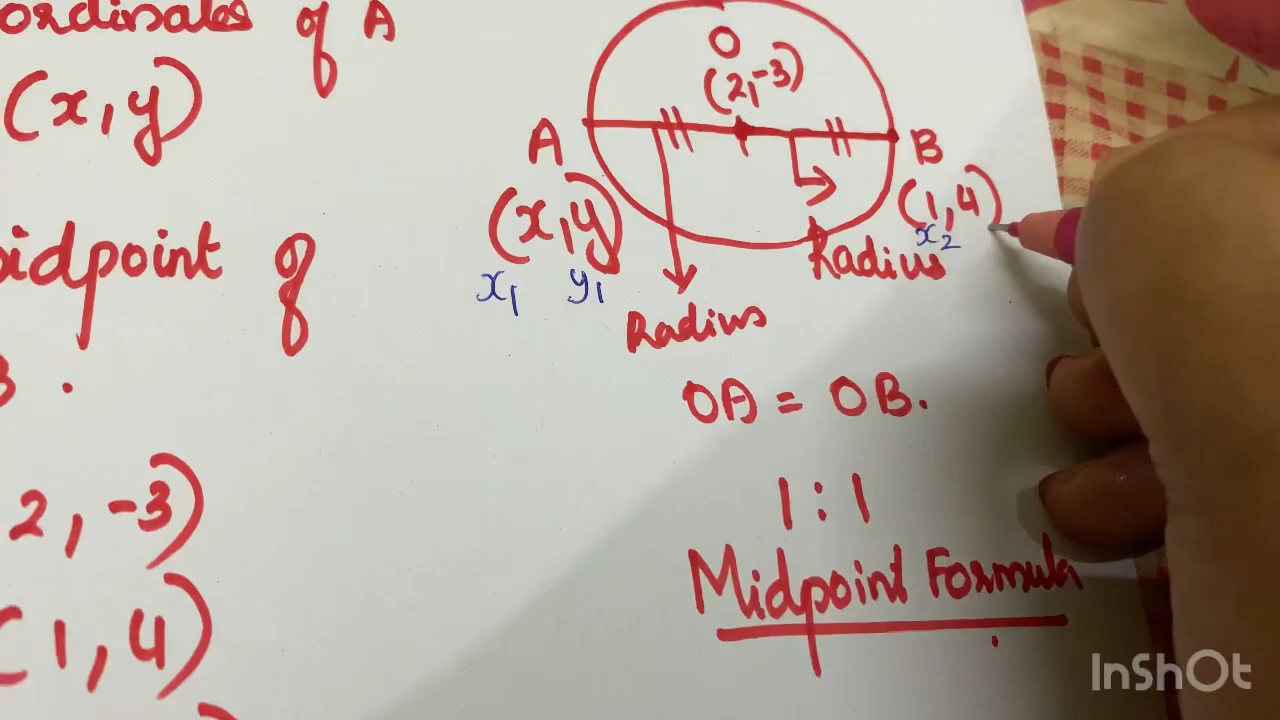 ordinates of A
(x, y)
idpoint of
B .
2, -3)
(1, 4)
O
(2, -3)
A
B
(x, y)
(1, 4)
x1 y1
x2
Radius
Radius
OA = OB.
1 : 1
Midpoint Formula
InShOt